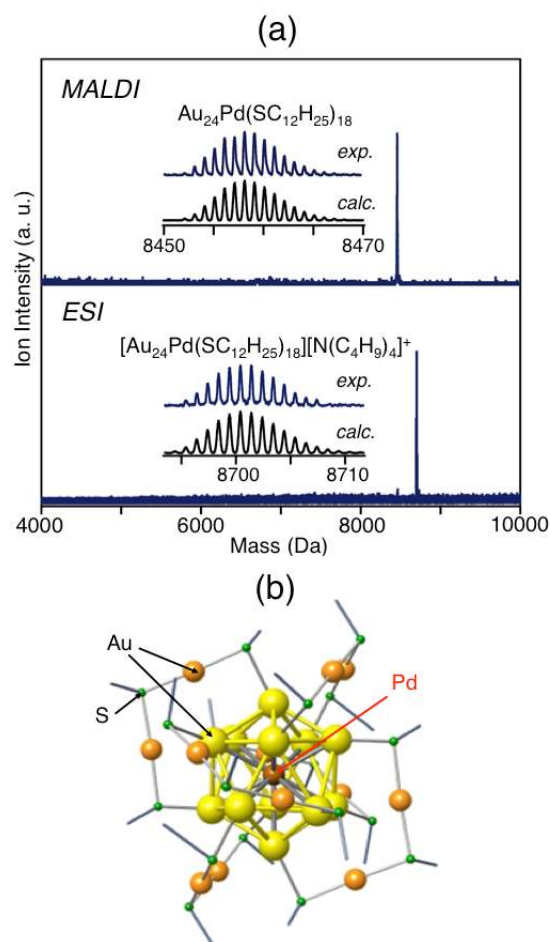 (a)
MALDI
Au₂₄Pd(SC₁₂H₂₅)₁₈
exp.
calc.
8450 8470
ESI
[Au₂₄Pd(SC₁₂H₂₅)₁₈][N(C₄H₉)₄]⁺
exp.
calc.
8700 8710
Ion Intensity (a. u.)
4000 6000 8000 10000
Mass (Da)
(b)
Au
Pd
S